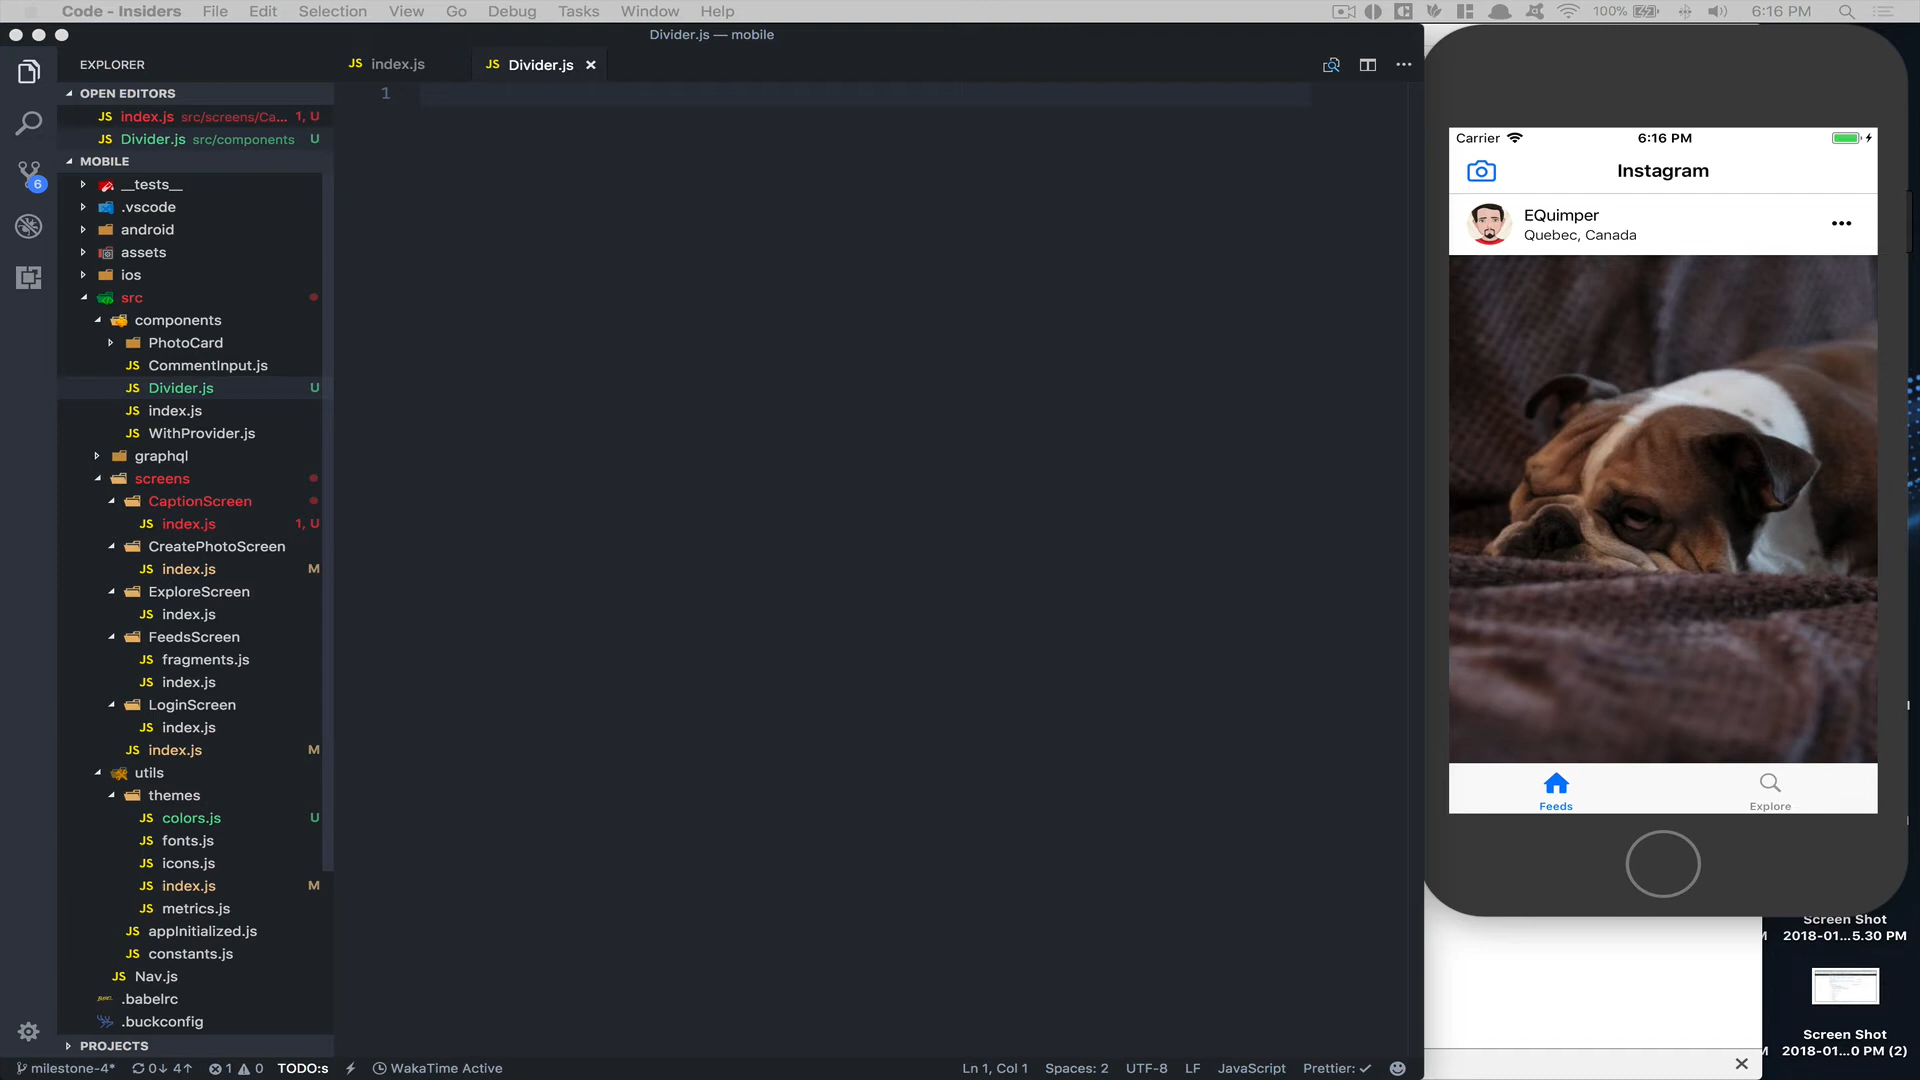 Code - Insiders File Edit Selection View Go Debug Tasks Window Help 100% 6:16 PM
Divider.js — mobile
EXPLORER
JS index.js
JS Divider.js
OPEN EDITORS
JS index.js src/screens/Ca... 1, U
JS Divider.js src/components U
MOBILE
__tests__
.vscode
android
assets
ios
src
components
PhotoCard
JS CommentInput.js
JS Divider.js U
JS index.js
JS WithProvider.js
graphql
screens
CaptionScreen
JS index.js 1, U
CreatePhotoScreen
JS index.js M
ExploreScreen
JS index.js
FeedsScreen
JS fragments.js
JS index.js
LoginScreen
JS index.js
JS index.js M
utils
themes
JS colors.js U
JS fonts.js
JS icons.js
JS index.js M
JS metrics.js
JS appInitialized.js
JS constants.js
JS Nav.js
.babelrc
.buckconfig
PROJECTS
1
milestone-4* 0↓ 4↑ 1 0 TODO:s WakaTime Active Ln 1, Col 1 Spaces: 2 UTF-8 LF JavaScript Prettier: ✓
Carrier 6:16 PM
Instagram
EQuimper
Quebec, Canada
Feeds
Explore
Screen Shot
2018-01...5.30 PM
Screen Shot
2018-01...0 PM (2)